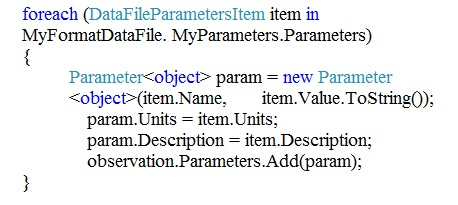 foreach (DataFileParametersItem item in
MyFormatDataFile. MyParameters.Parameters)
{
Parameter<object> param = new Parameter
<object>(item.Name, item.Value.ToString());
param.Units = item.Units;
param.Description = item.Description;
observation.Parameters.Add(param);
}